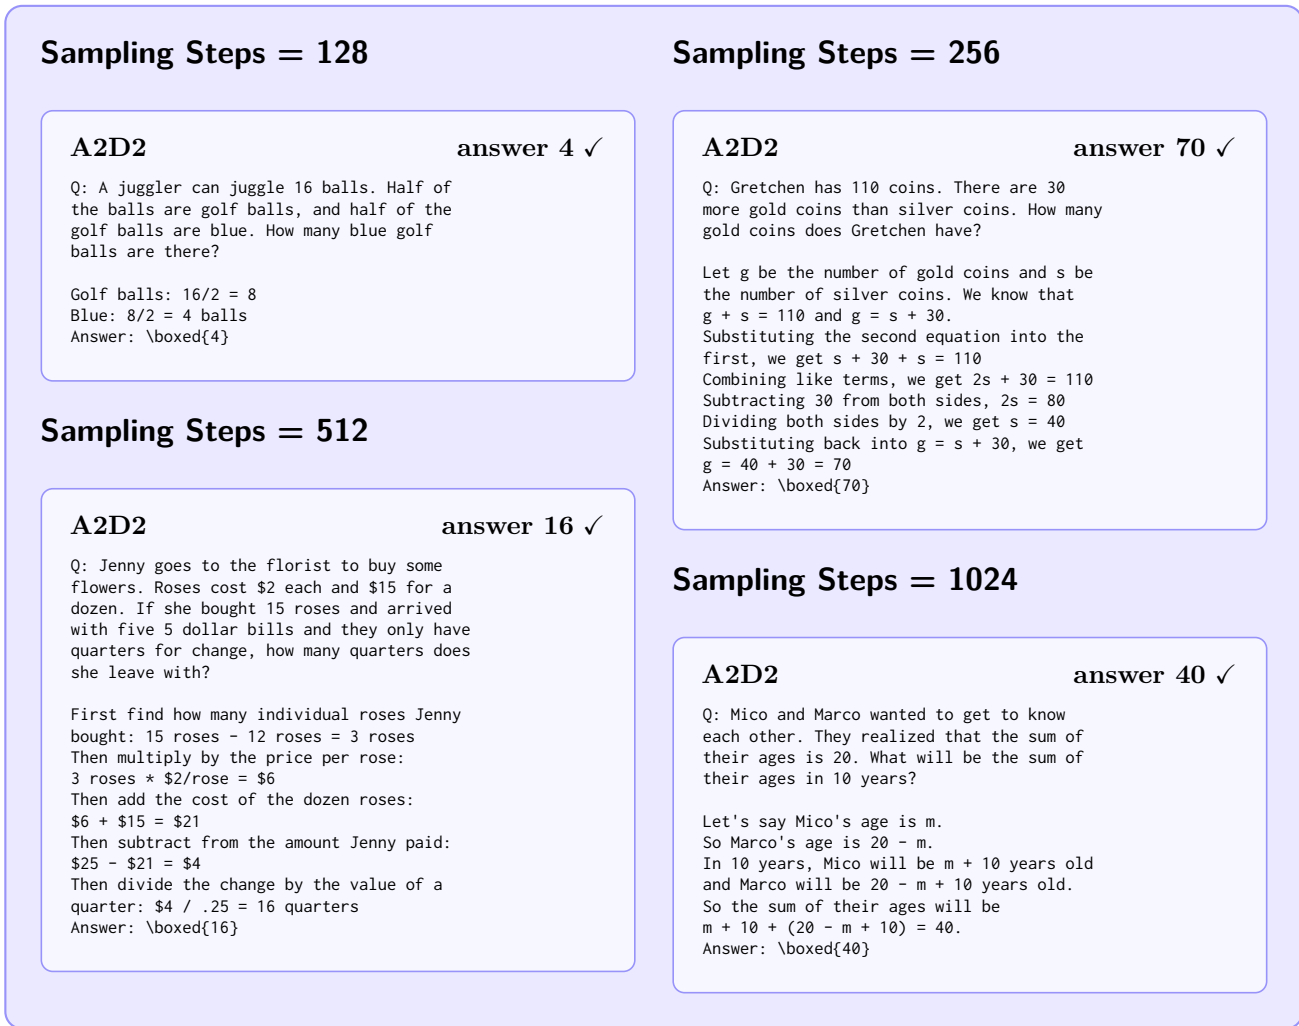 Sampling Steps = 128
A2D2 answer 4 ✓
Q: A juggler can juggle 16 balls. Half of
the balls are golf balls, and half of the
golf balls are blue. How many blue golf
balls are there?
Golf balls: 16/2 = 8
Blue: 8/2 = 4 balls
Answer: \boxed{4}
Sampling Steps = 512
A2D2 answer 16 ✓
Q: Jenny goes to the florist to buy some
flowers. Roses cost $2 each and $15 for a
dozen. If she bought 15 roses and arrived
with five 5 dollar bills and they only have
quarters for change, how many quarters does
she leave with?
First find how many individual roses Jenny
bought: 15 roses - 12 roses = 3 roses
Then multiply by the price per rose:
3 roses * $2/rose = $6
Then add the cost of the dozen roses:
$6 + $15 = $21
Then subtract from the amount Jenny paid:
$25 - $21 = $4
Then divide the change by the value of a
quarter: $4 / .25 = 16 quarters
Answer: \boxed{16}
Sampling Steps = 256
A2D2 answer 70 ✓
Q: Gretchen has 110 coins. There are 30
more gold coins than silver coins. How many
gold coins does Gretchen have?
Let g be the number of gold coins and s be
the number of silver coins. We know that
g + s = 110 and g = s + 30.
Substituting the second equation into the
first, we get s + 30 + s = 110
Combining like terms, we get 2s + 30 = 110
Subtracting 30 from both sides, 2s = 80
Dividing both sides by 2, we get s = 40
Substituting back into g = s + 30, we get
g = 40 + 30 = 70
Answer: \boxed{70}
Sampling Steps = 1024
A2D2 answer 40 ✓
Q: Mico and Marco wanted to get to know
each other. They realized that the sum of
their ages is 20. What will be the sum of
their ages in 10 years?
Let's say Mico's age is m.
So Marco's age is 20 - m.
In 10 years, Mico will be m + 10 years old
and Marco will be 20 - m + 10 years old.
So the sum of their ages will be
m + 10 + (20 - m + 10) = 40.
Answer: \boxed{40}